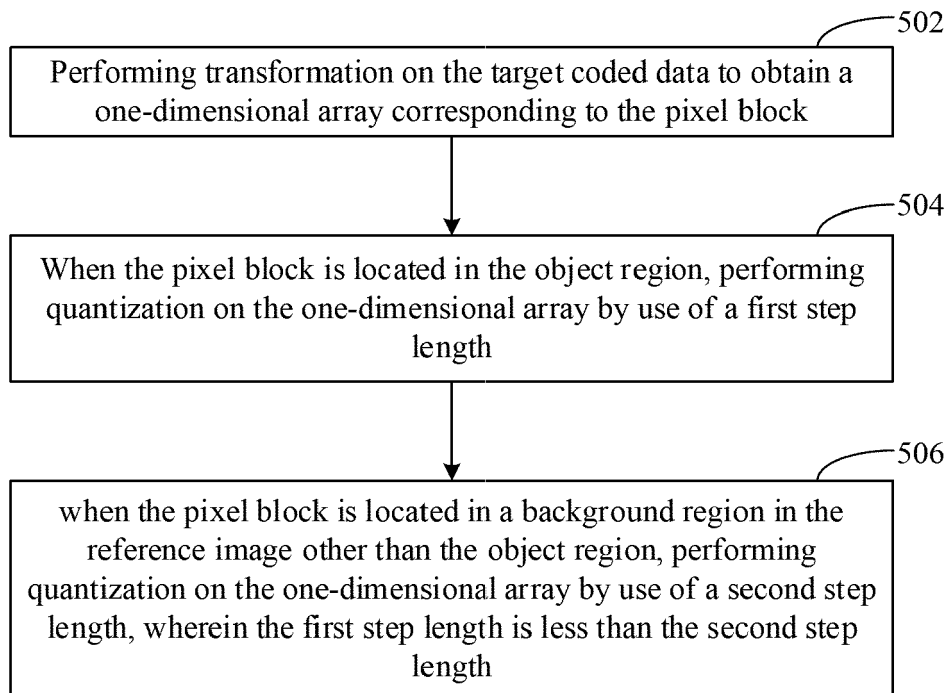 502
Performing transformation on the target coded data to obtain a
one-dimensional array corresponding to the pixel block
504
When the pixel block is located in the object region, performing
quantization on the one-dimensional array by use of a first step
length
506
when the pixel block is located in a background region in the
reference image other than the object region, performing
quantization on the one-dimensional array by use of a second step
length, wherein the first step length is less than the second step
length